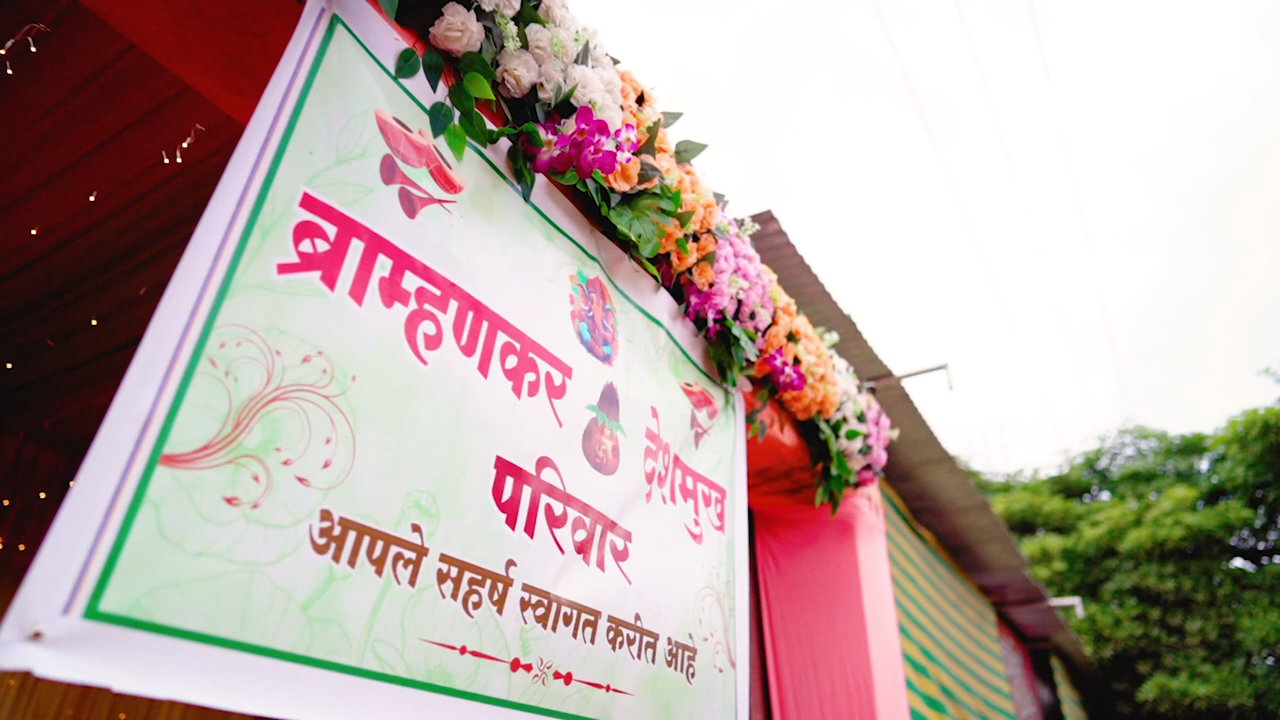 ब्राम्हणकर
देशमुख
परिवार
आपले सहर्ष स्वागत करीत आहे